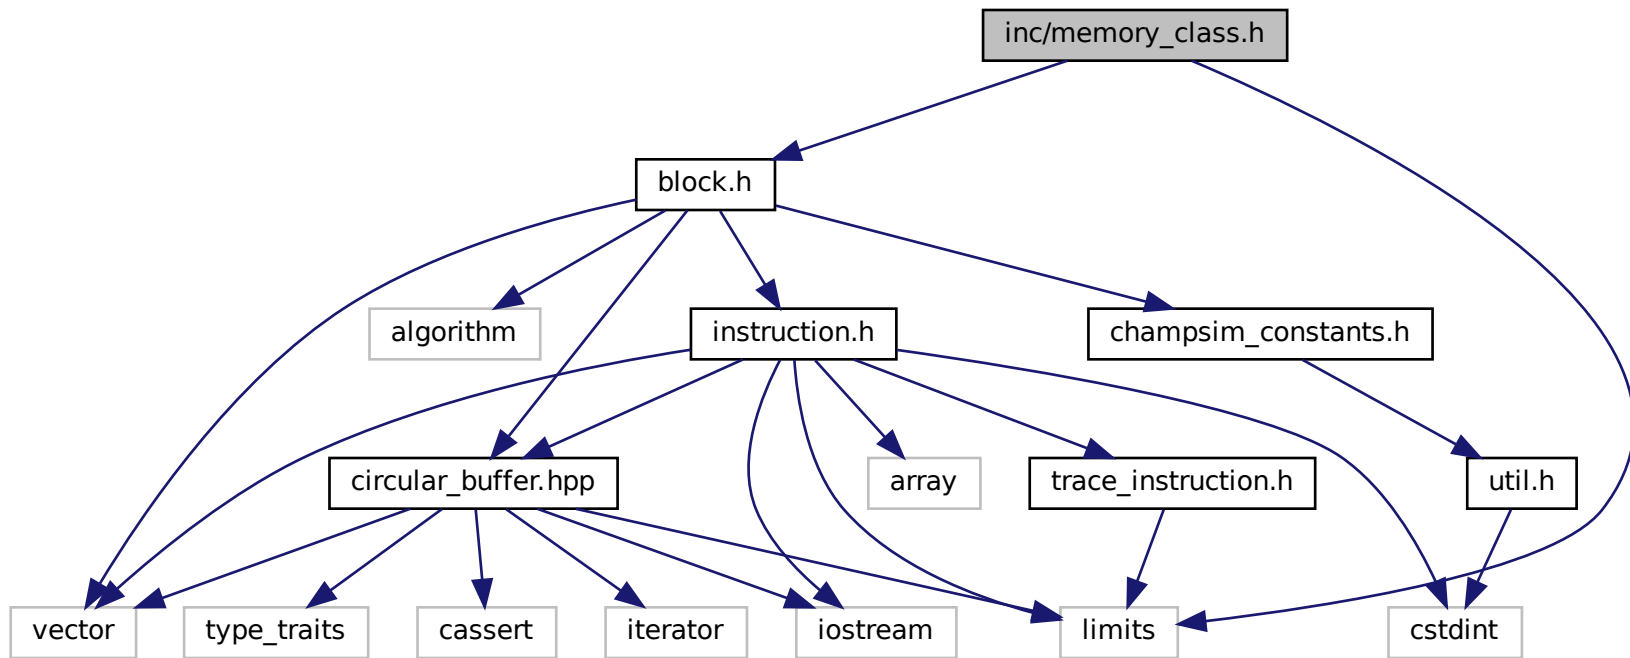 inc/memory_class.h
block.h
algorithm
instruction.h
champsim_constants.h
circular_buffer.hpp
array
trace_instruction.h
util.h
vector
type_traits
cassert
iterator
iostream
limits
cstdint